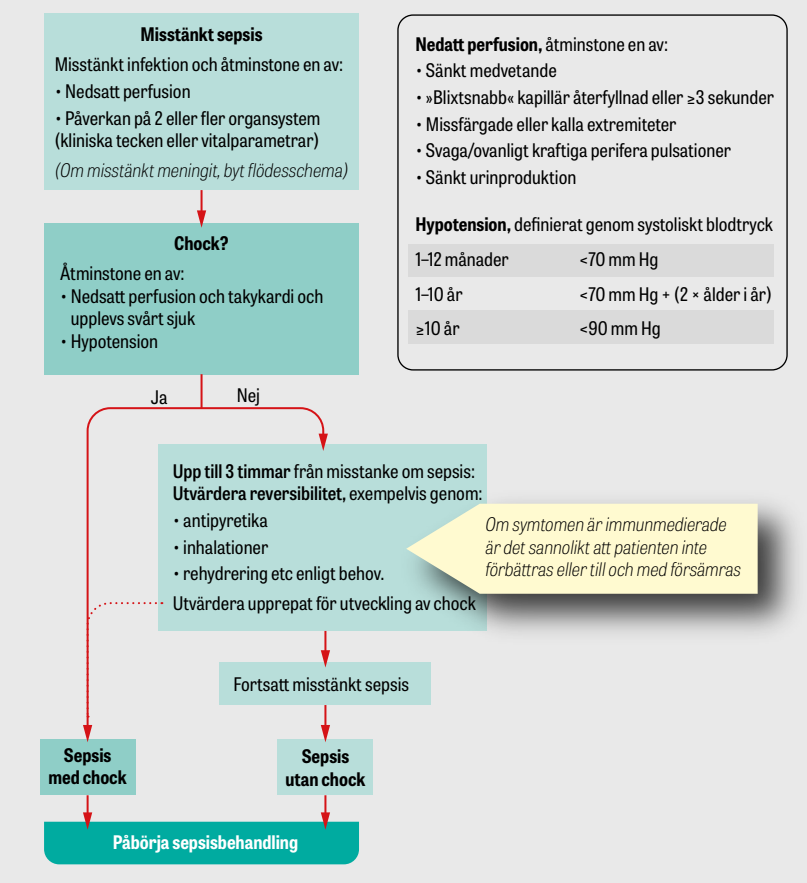 Misstänkt sepsis
Misstänkt infektion och åtminstone en av:
• Nedsatt perfusion
• Påverkan på 2 eller fler organsystem
(kliniska tecken eller vitalparametrar)
(Om misstänkt meningit, byt flödesschema)
Chock?
Åtminstone en av:
• Nedsatt perfusion och takykardi och
upplevs svårt sjuk
• Hypotension
Ja
Nej
Upp till 3 timmar från misstanke om sepsis:
Utvärdera reversibilitet, exempelvis genom:
• antipyretika
• inhalationer
• rehydrering etc enligt behov.
Utvärdera upprepat för utveckling av chock
Om symtomen är immunmedierade
är det sannolikt att patienten inte
förbättras eller till och med försämras
Fortsatt misstänkt sepsis
Sepsis
med chock
Sepsis
utan chock
Påbörja sepsisbehandling
Nedatt perfusion, åtminstone en av:
• Sänkt medvetande
• »Blixtsnabb« kapillär återfyllnad eller ≥3 sekunder
• Missfärgade eller kalla extremiteter
• Svaga/ovanligt kraftiga perifera pulsationer
• Sänkt urinproduktion
Hypotension, definierat genom systoliskt blodtryck
1–12 månader <70 mm Hg
1–10 år <70 mm Hg + (2 × ålder i år)
≥10 år <90 mm Hg